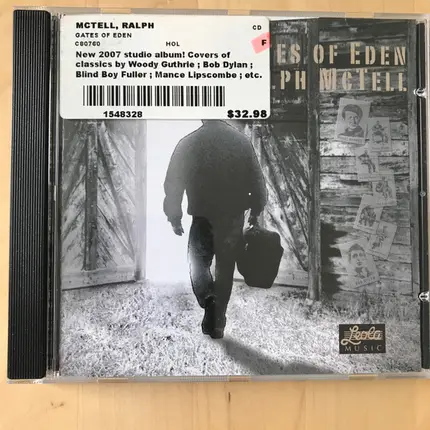 MCTELL, RALPH CD
GATES OF EDEN F
C80760 HOL
New 2007 studio album! Covers of
classics by Woody Guthrie ; Bob Dylan ;
Blind Boy Fuller ; Mance Lipscombe ; etc.
1548328 $32.98
ES OF EDEN
PH MCTELL
Leola
MUSIC